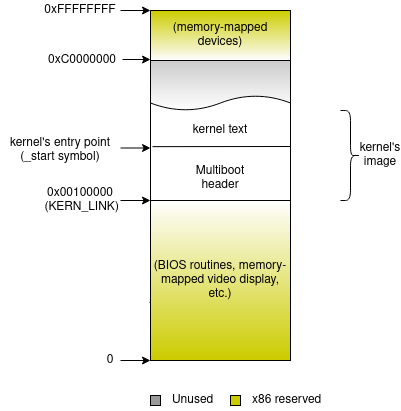 0xFFFFFFFF
(memory-mapped
devices)
0xC0000000
kernel text
kernel's entry point
(_start symbol)
kernel's
image
Multiboot
header
0x00100000
(KERN_LINK)
(BIOS routines, memory-
mapped video display,
etc.)
0
Unused
x86 reserved